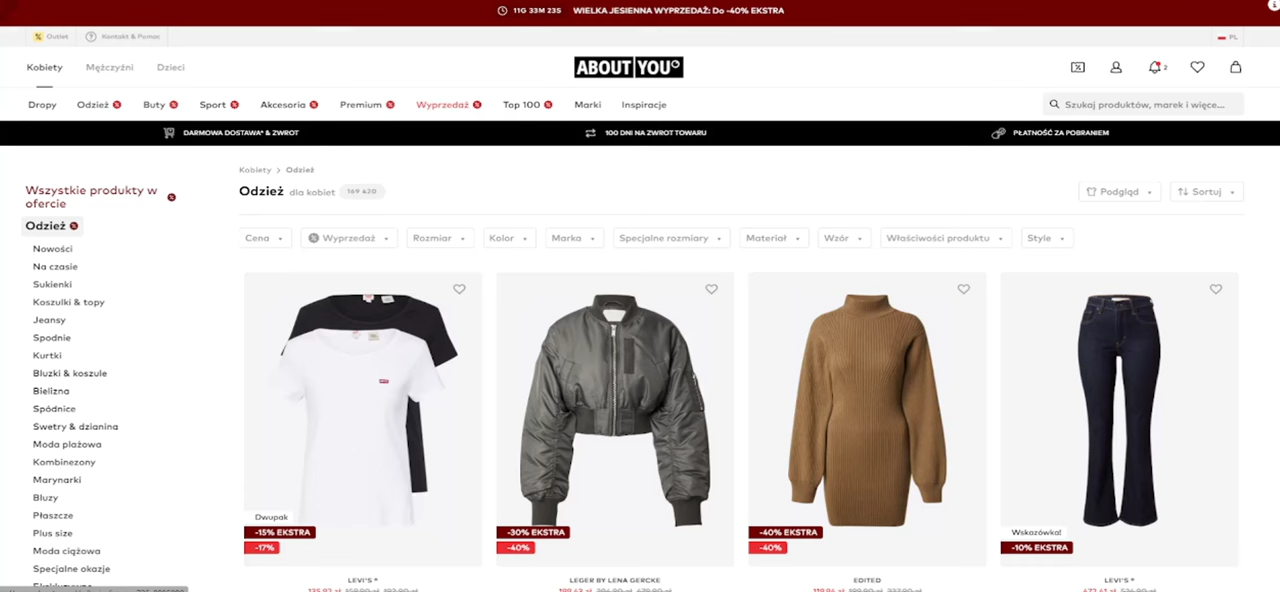 11G 33M 23S WIELKA JESIENNA WYPRZEDAŻ: Do -40% EKSTRA
Outlet Kontakt & Pomoc PL
Kobiety Mężczyźni Dzieci
ABOUT YOU
2
Dropy Odzież Buty Sport Akcesoria Premium Wyprzedaż Top 100 Marki Inspiracje
Szukaj produktów, marek i więcej...
DARMOWA DOSTAWA* & ZWROT 100 DNI NA ZWROT TOWARU PŁATNOŚĆ ZA POBRANIEM
Kobiety > Odzież
Odzież dla kobiet 169 620
Podgląd Sortuj
Wszystkie produkty w
ofercie
Odzież
Nowości
Na czasie
Sukienki
Koszulki & topy
Jeansy
Spodnie
Kurtki
Bluzki & koszule
Bielizna
Spódnice
Swetry & dzianina
Moda plażowa
Kombinezony
Marynarki
Bluzy
Płaszcze
Plus size
Moda ciążowa
Specjalne okazje
Cena Wyprzedaż Rozmiar Kolor Marka Specjalne rozmiary Materiał Wzór Właściwości produktu Style
Dwupak
-15% EKSTRA
-17%
LEVI'S ®
-30% EKSTRA
-40%
LEGER BY LENA GERCKE
-40% EKSTRA
-40%
EDITED
Wskazówka!
-10% EKSTRA
LEVI'S ®